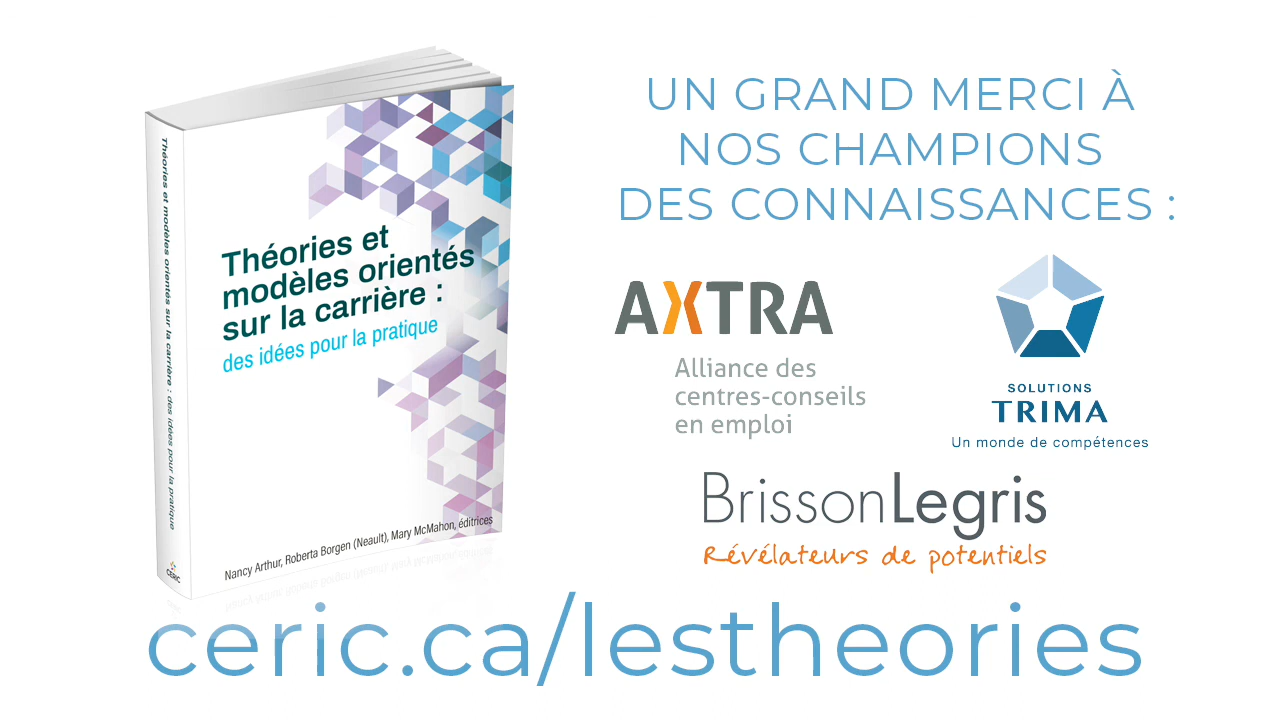 Théories et modèles orientés sur la carrière : des idées pour la pratique
CERIC
Théories et
modèles orientés
sur la carrière :
des idées pour la pratique
Nancy Arthur, Roberta Borgen (Neault), Mary McMahon, éditrices
UN GRAND MERCI À
NOS CHAMPIONS
DES CONNAISSANCES :
AXTRA
Alliance des
centres-conseils
en emploi
SOLUTIONS
TRIMA
Un monde de compétences
BrissonLegris
Révélateurs de potentiels
ceric.ca/lestheories